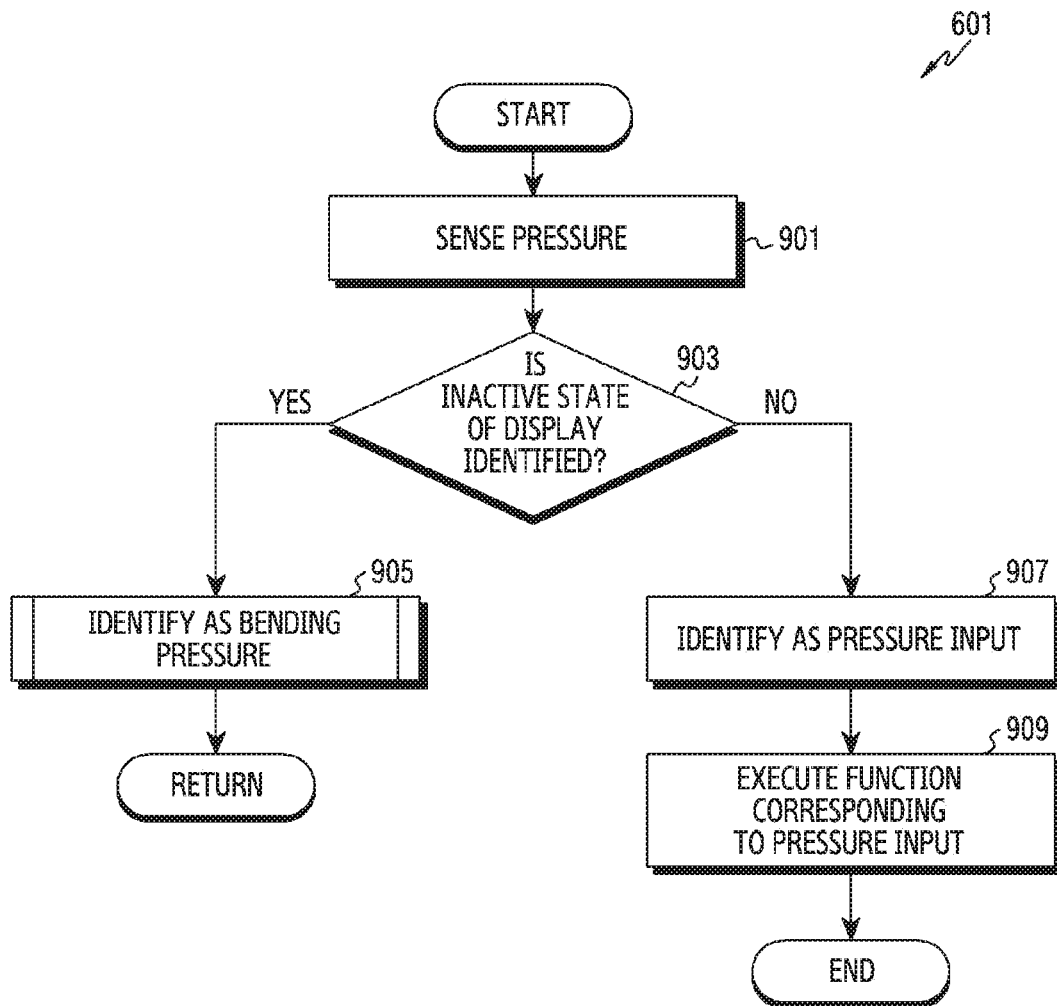 601
START
SENSE PRESSURE
901
IS
INACTIVE STATE
OF DISPLAY
IDENTIFIED?
903
YES
NO
905
IDENTIFY AS BENDING
PRESSURE
RETURN
907
IDENTIFY AS PRESSURE INPUT
909
EXECUTE FUNCTION
CORRESPONDING
TO PRESSURE INPUT
END